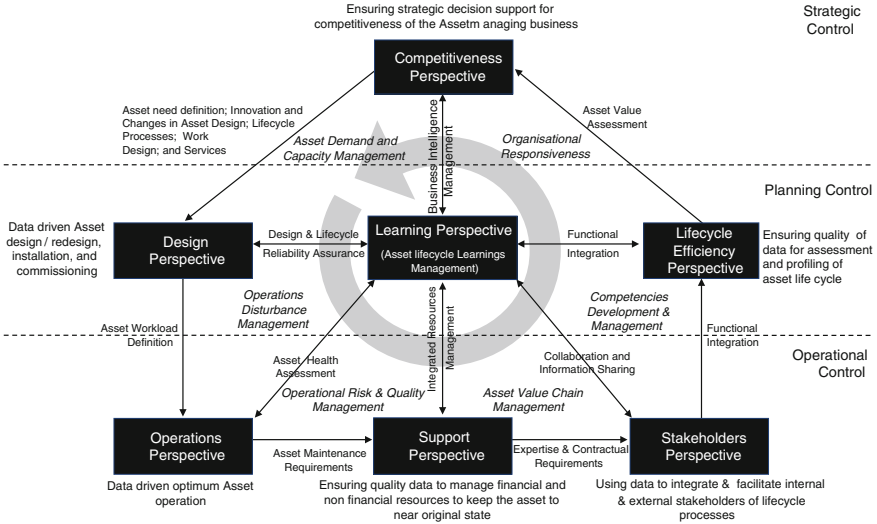 Ensuring strategic decision support for
competitiveness of the Assetm anaging business
Strategic
Control
Competitiveness
Perspective
Asset need definition; Innovation and
Changes in Asset Design; Lifecycle
Processes; Work
Design; and Services
Asset Demand and
Capacity Management
Business Intelligence
Management
Organisational
Responsiveness
Asset Value
Assessment
Planning Control
Data driven Asset
design / redesign,
installation, and
commissioning
Design
Perspective
Design & Lifecycle
Reliability Assurance
Learning Perspective
(Asset lifecycle Learnings
Management)
Functional
Integration
Lifecycle
Efficiency
Perspective
Ensuring quality of
data for assessment
and profiling of
asset life cycle
Operations
Disturbance
Management
Competencies
Development &
Management
Asset Workload
Definition
Integrated Resources
Management
Functional
Integration
Operational
Control
Asset Health
Assessment
Collaboration and
Information Sharing
Operational Risk & Quality
Management
Asset Value Chain
Management
Operations
Perspective
Asset Maintenance
Requirements
Support
Perspective
Expertise & Contractual
Requirements
Stakeholders
Perspective
Data driven optimum Asset
operation
Ensuring quality data to manage financial and
non financial resources to keep the asset to
near original state
Using data to integrate & facilitate internal
& external stakeholders of lifecycle
processes